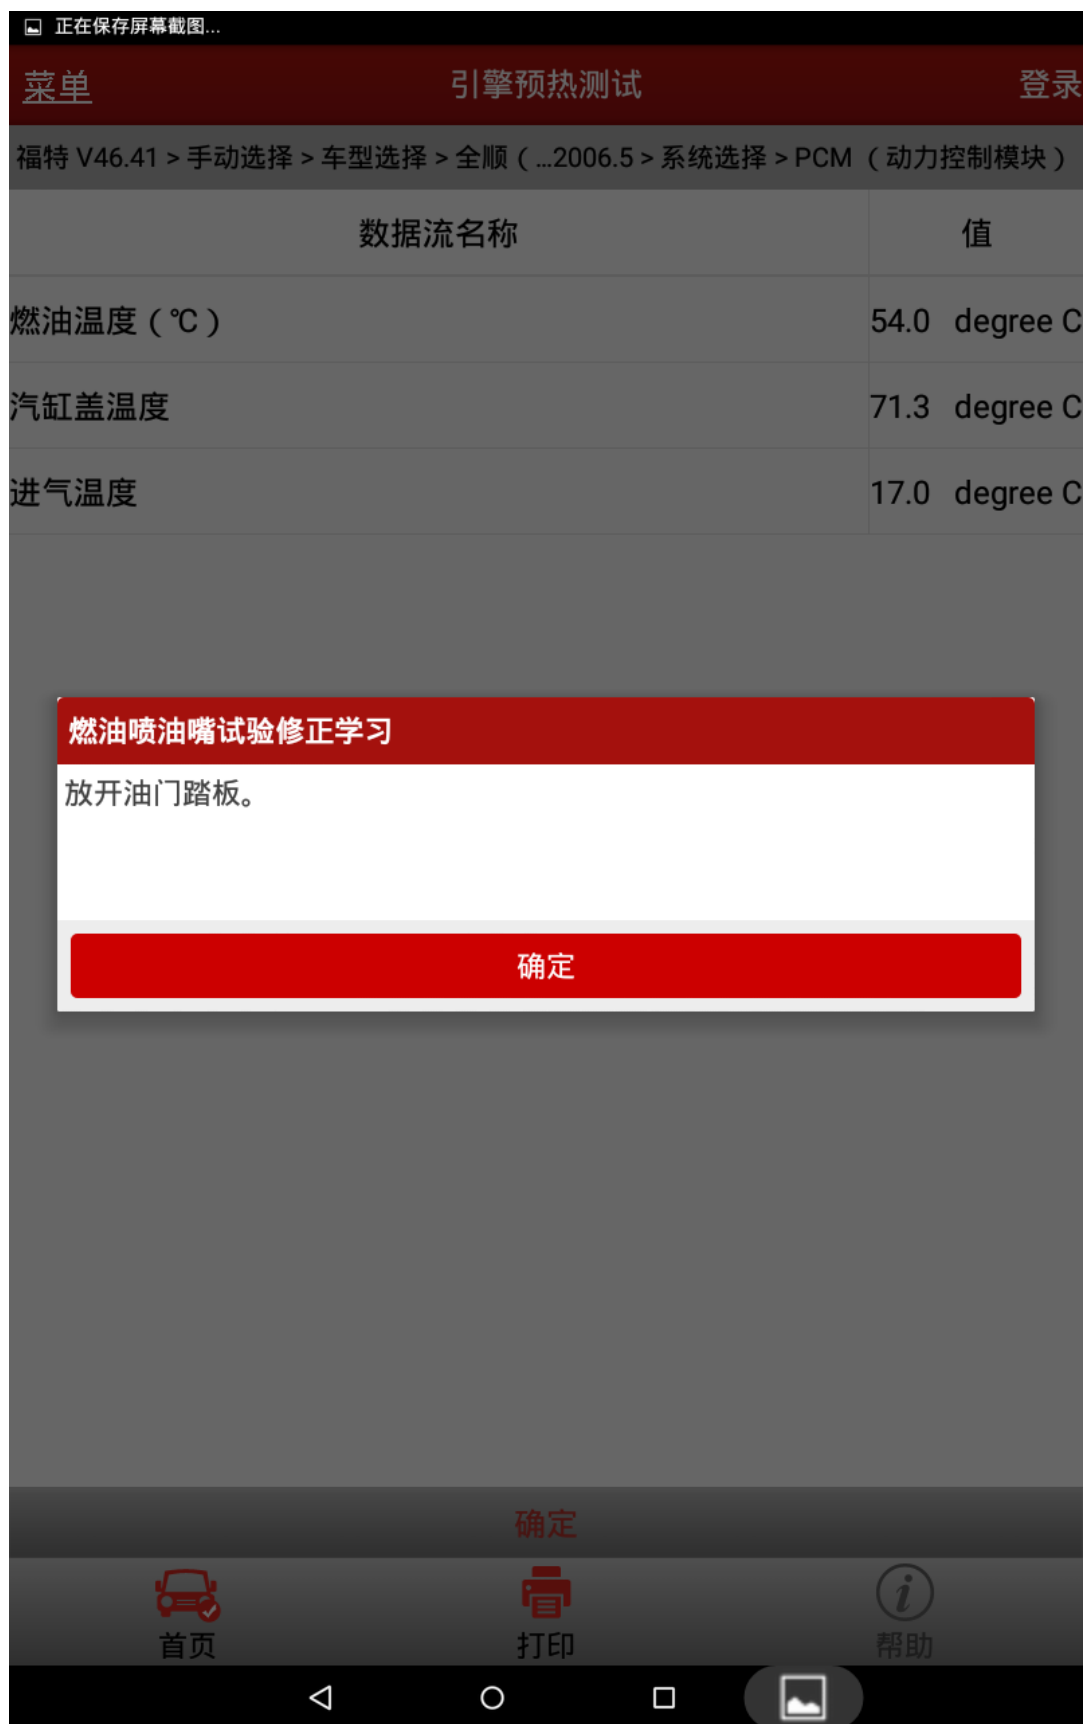 正在保存屏幕截图...
菜单 引擎预热测试 登录
福特 V46.41 > 手动选择 > 车型选择 > 全顺（...2006.5 > 系统选择 > PCM （动力控制模块）
数据流名称 值
燃油温度（℃） 54.0 degree C
汽缸盖温度 71.3 degree C
进气温度 17.0 degree C
燃油喷油嘴试验修正学习
放开油门踏板。
确定
确定
首页 打印 帮助